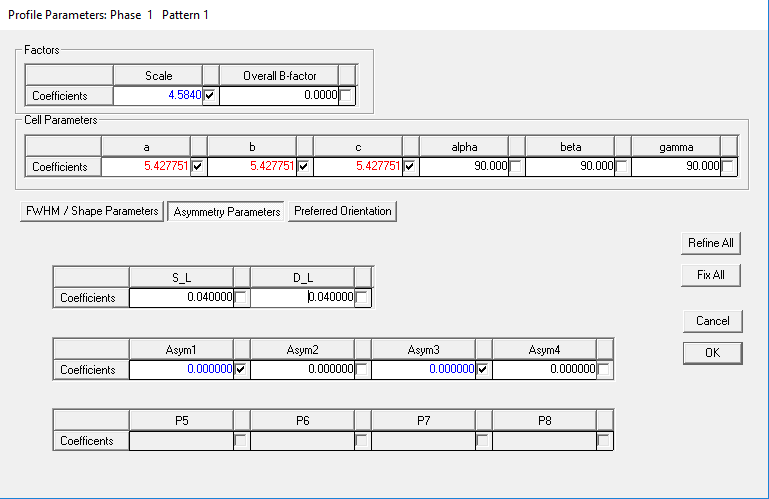 Profile Parameters: Phase 1 Pattern 1
Factors
Scale Overall B-factor
Coefficients 4.5840 0.0000
Cell Parameters
a b c alpha beta gamma
Coefficients 5.427751 5.427751 5.427751 90.000 90.000 90.000
FWHM / Shape Parameters Asymmetry Parameters Preferred Orientation
Refine All
Fix All
S_L D_L
Coefficients 0.040000 0.040000
Cancel
Asym1 Asym2 Asym3 Asym4
OK
Coefficients 0.000000 0.000000 0.000000 0.000000
P5 P6 P7 P8
Coefficents